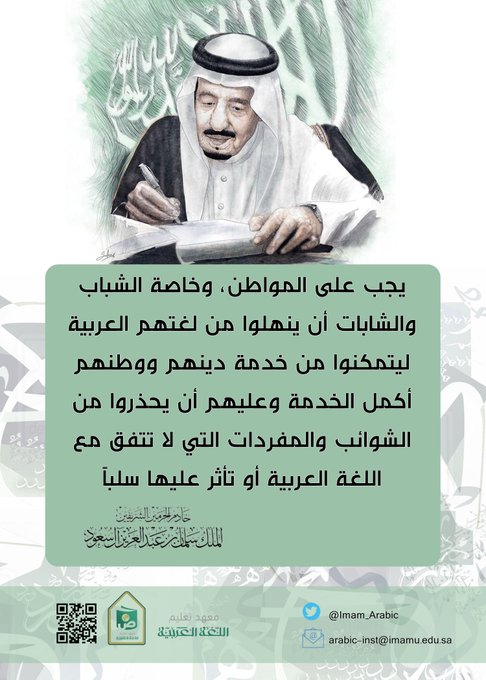 يجب على المواطن، وخاصة الشباب
والشابات أن ينهلوا من لغتهم العربية
ليتمكنوا من خدمة دينهم ووطنهم
أكمل الخدمة وعليهم أن يحذروا من
الشوائب والمفردات التي لا تتفق مع
اللغة العربية أو تأثر عليها سلباً
خادم الحرمين الشريفين
الملك سلمان بن عبدالعزيز آل سعود
معهد تعليم
اللغة العربية
@Imam_Arabic
arabic-inst@imamu.edu.sa